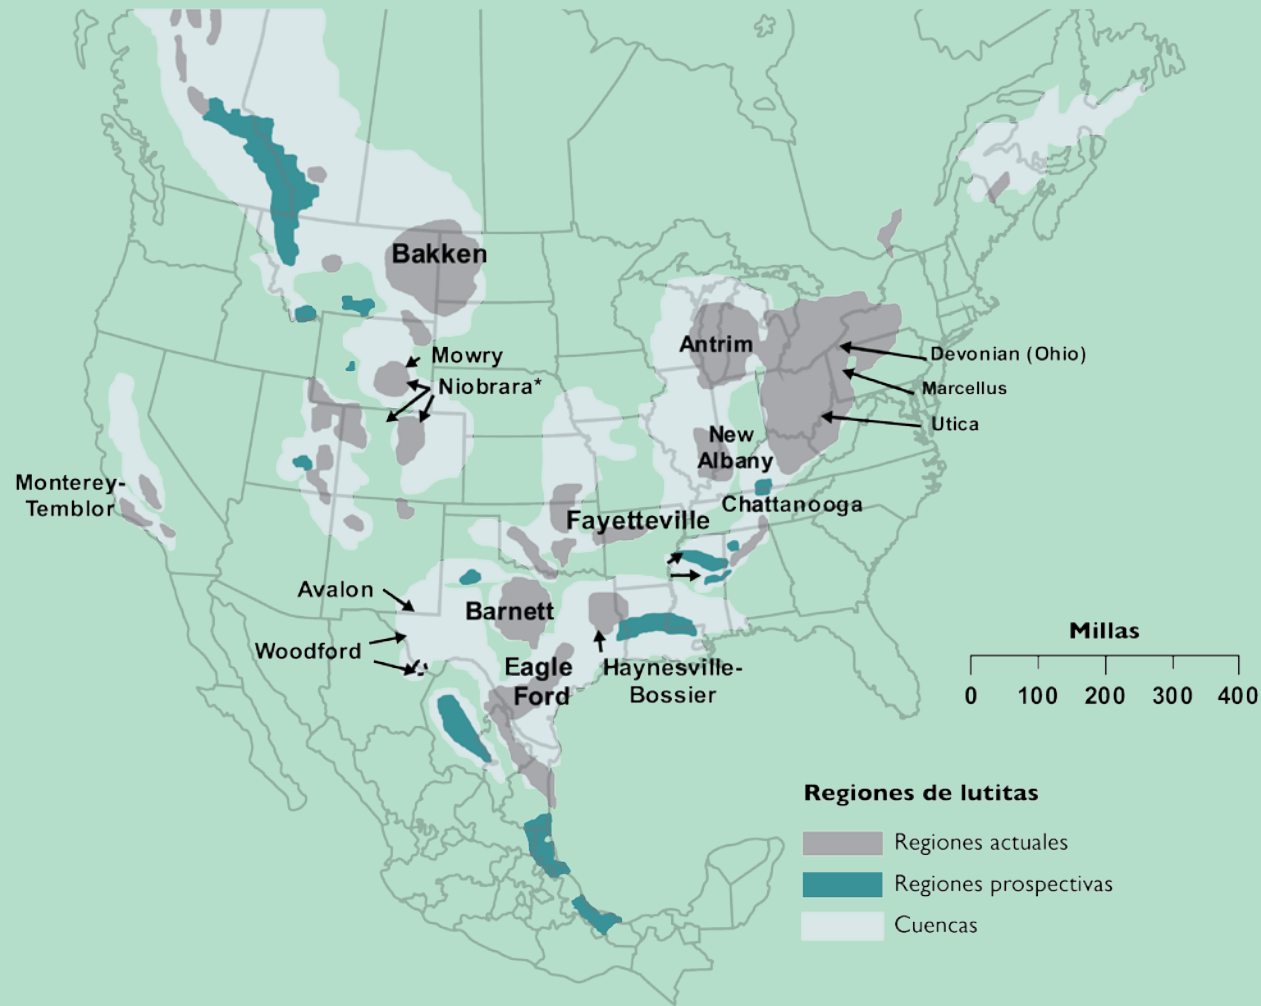 Bakken
Antrim
Mowry
Niobrara*
Devonian (Ohio)
Marcellus
Utica
New
Albany
Monterey-
Temblor
Chattanooga
Fayetteville
Avalon
Barnett
Woodford
Eagle
Ford
Haynesville-
Bossier
Millas
0 100 200 300 400
Regiones de lutitas
Regiones actuales
Regiones prospectivas
Cuencas